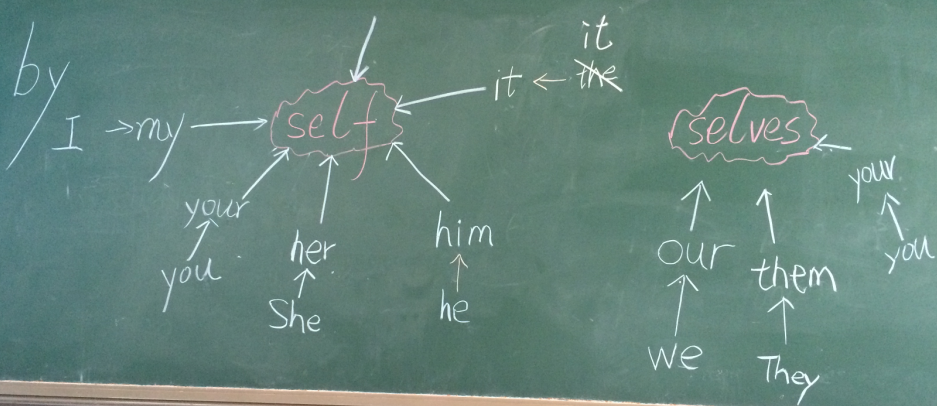 by
I → my → self
it ← the
it
your
you
her
She
him
he
selves
our
we
them
They
your
you